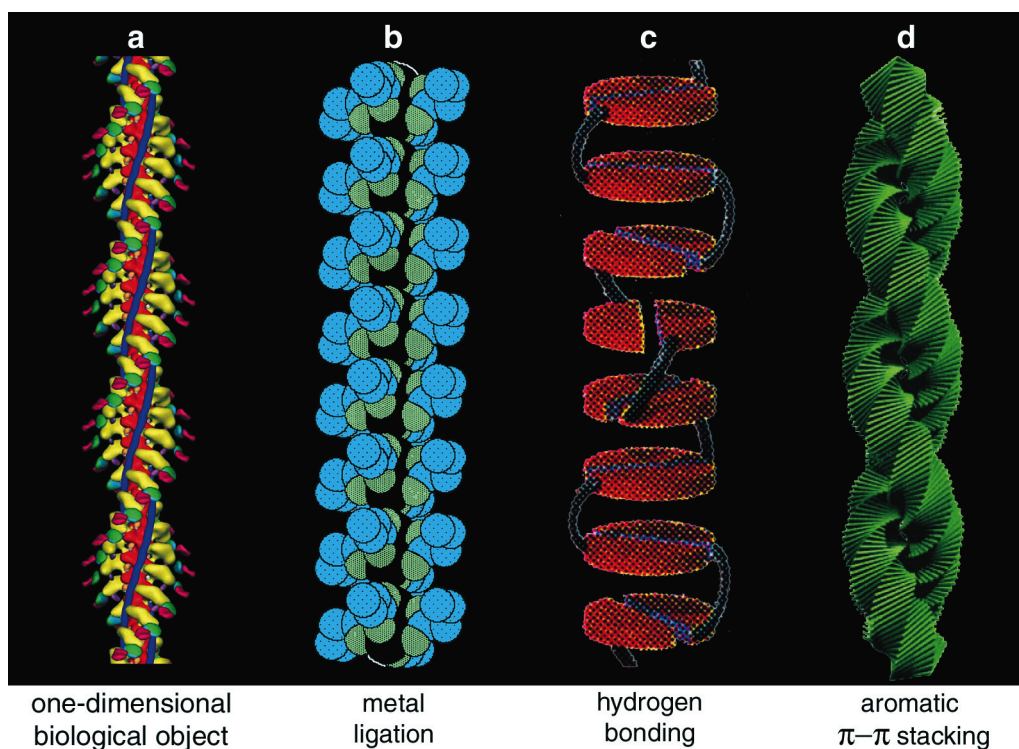 a
b
c
d
one-dimensional
biological object
metal
ligation
hydrogen
bonding
aromatic
π–π stacking